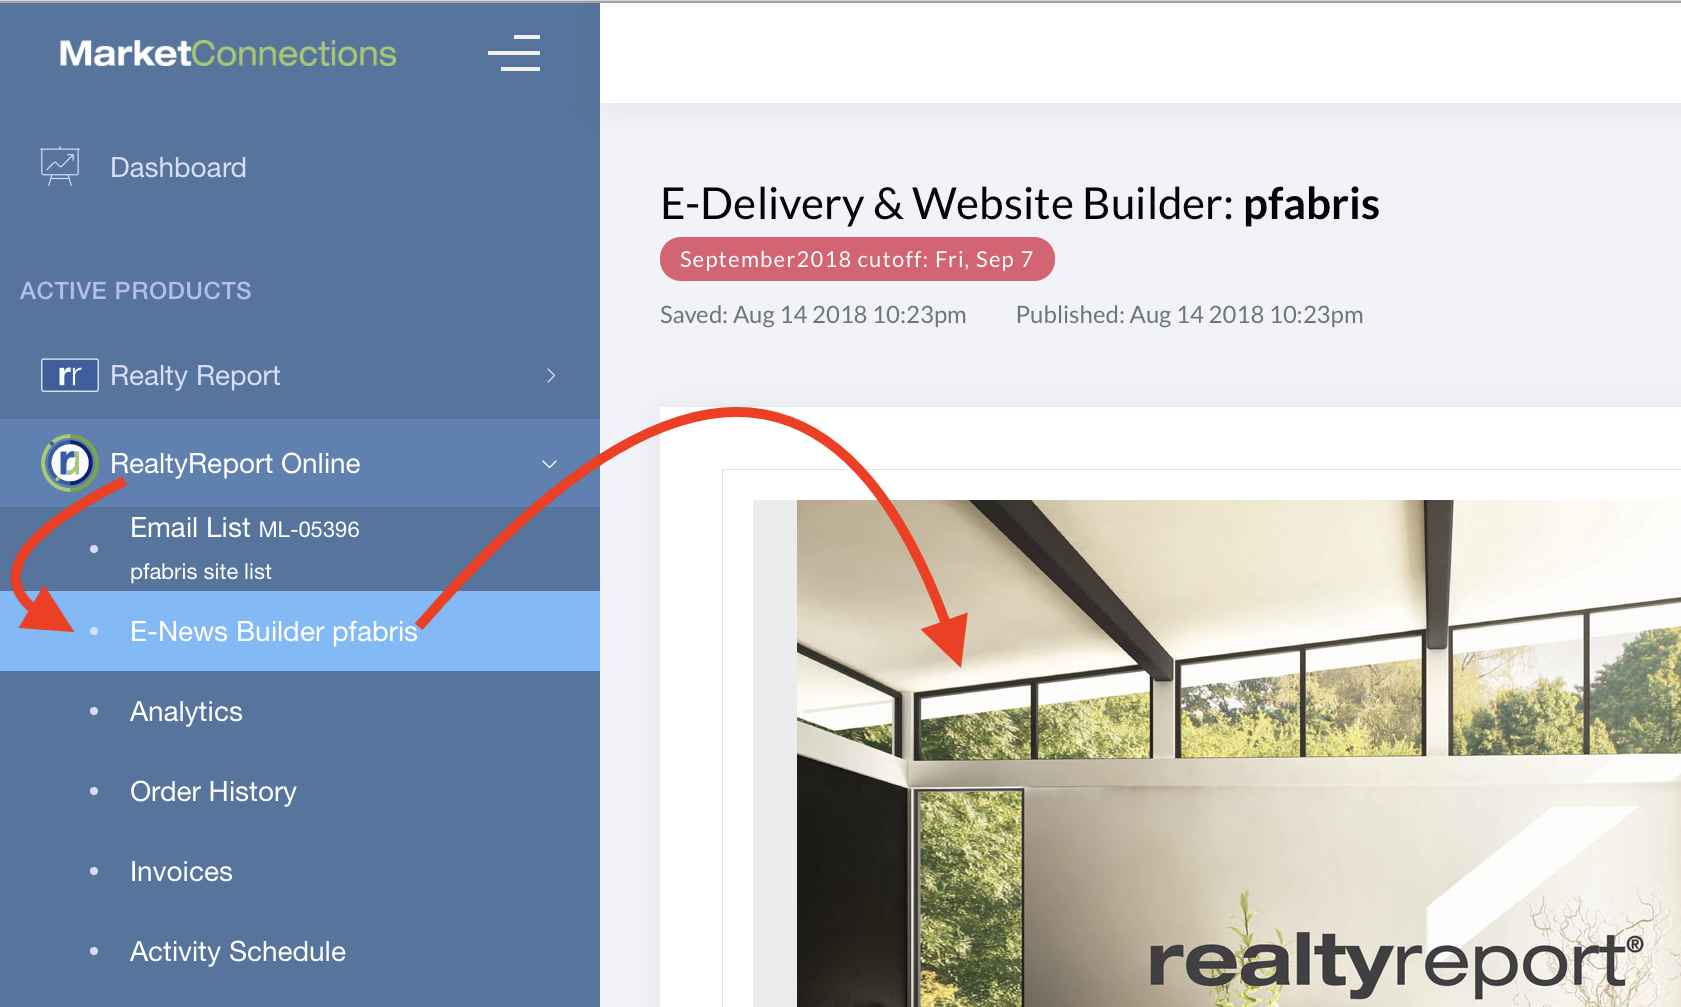 MarketConnections
Dashboard
ACTIVE PRODUCTS
rr Realty Report
RealtyReport Online
Email List ML-05396
pfabris site list
E-News Builder pfabris
Analytics
Order History
Invoices
Activity Schedule
E-Delivery & Website Builder: pfabris
September2018 cutoff: Fri, Sep 7
Saved: Aug 14 2018 10:23pm Published: Aug 14 2018 10:23pm
realtyreport®